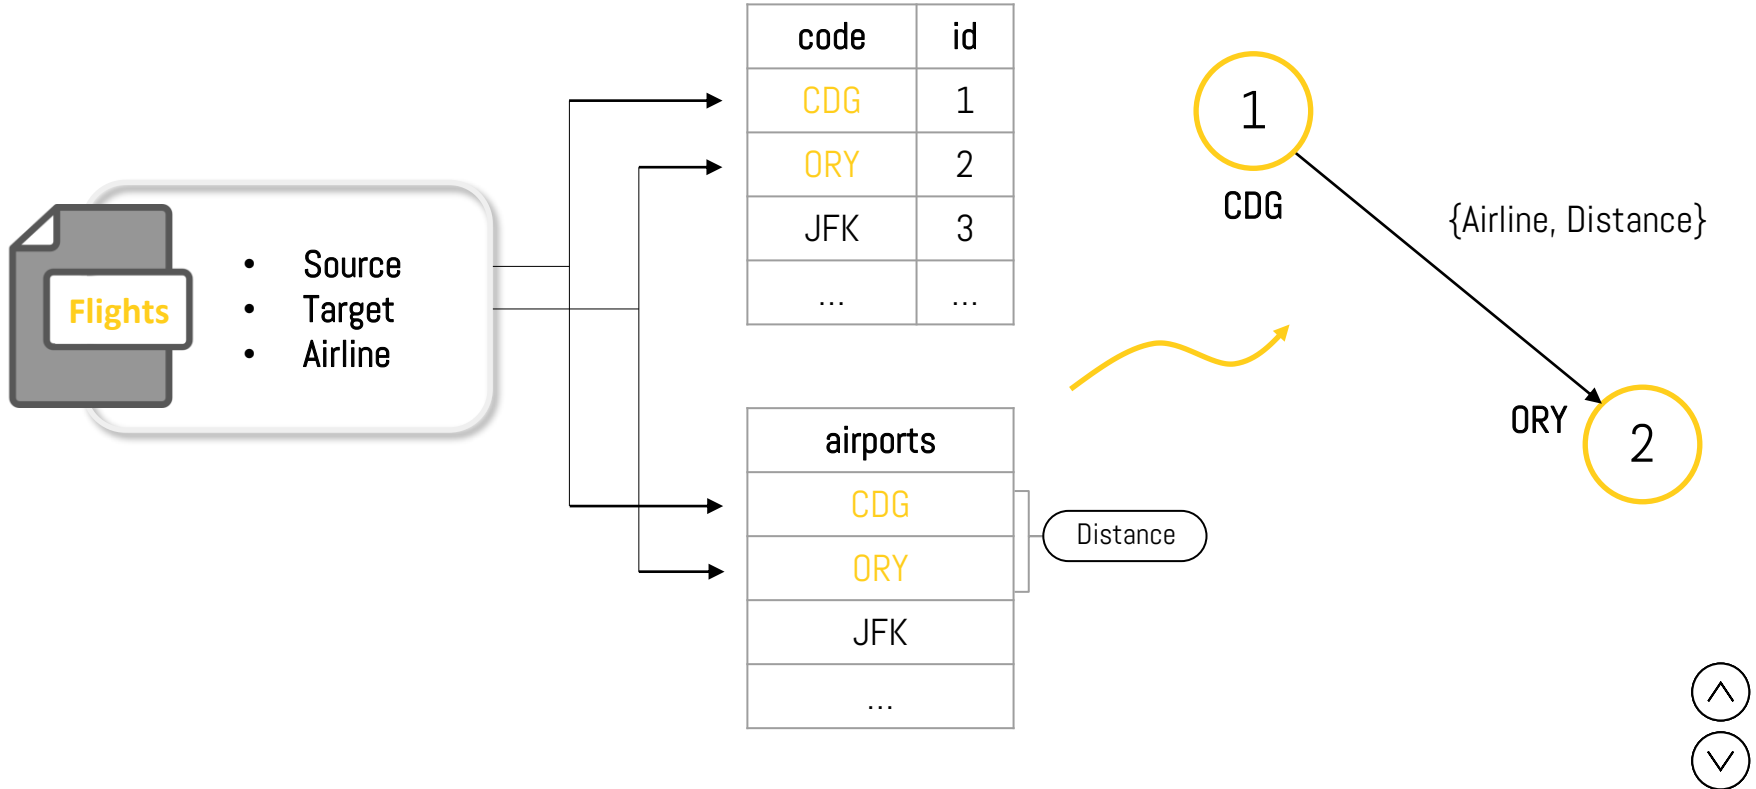 Flights
• Source
• Target
• Airline
code id
CDG 1
ORY 2
JFK 3
... ...
airports
CDG
ORY
JFK
...
Distance
1
CDG
{Airline, Distance}
ORY
2